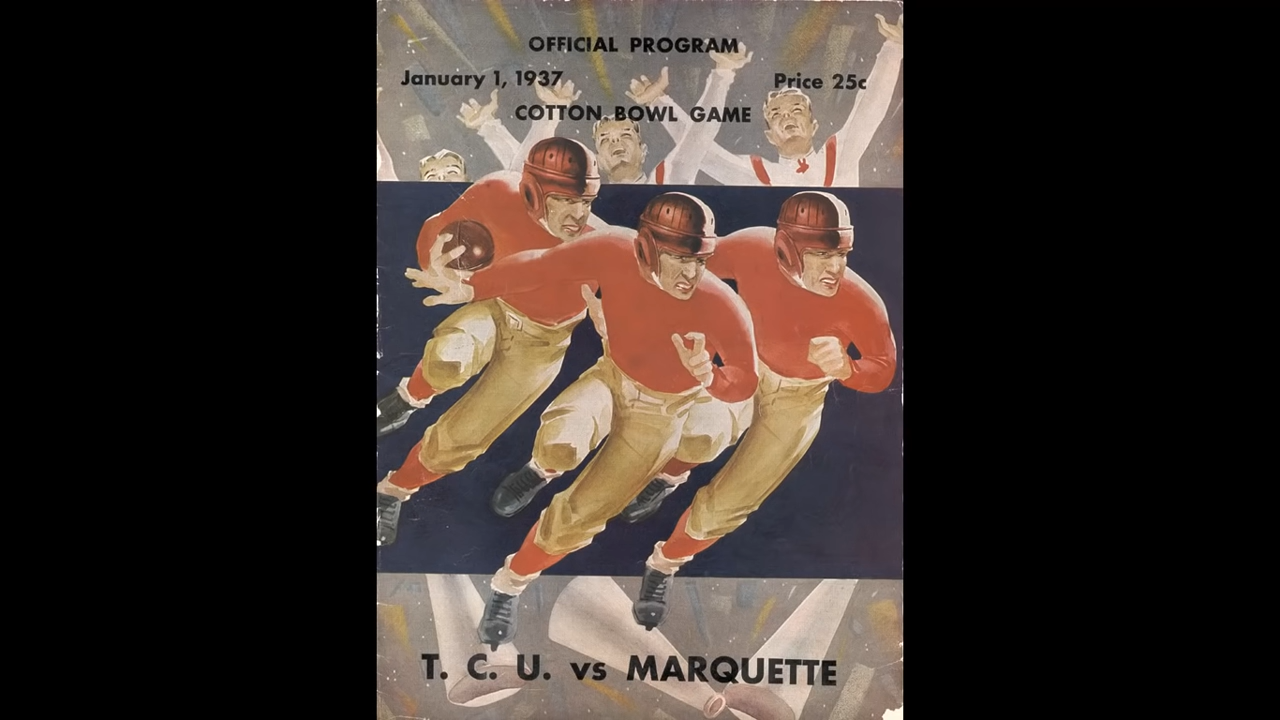 OFFICIAL PROGRAM
January 1, 1937 Price 25c
COTTON BOWL GAME
T. C. U. vs MARQUETTE